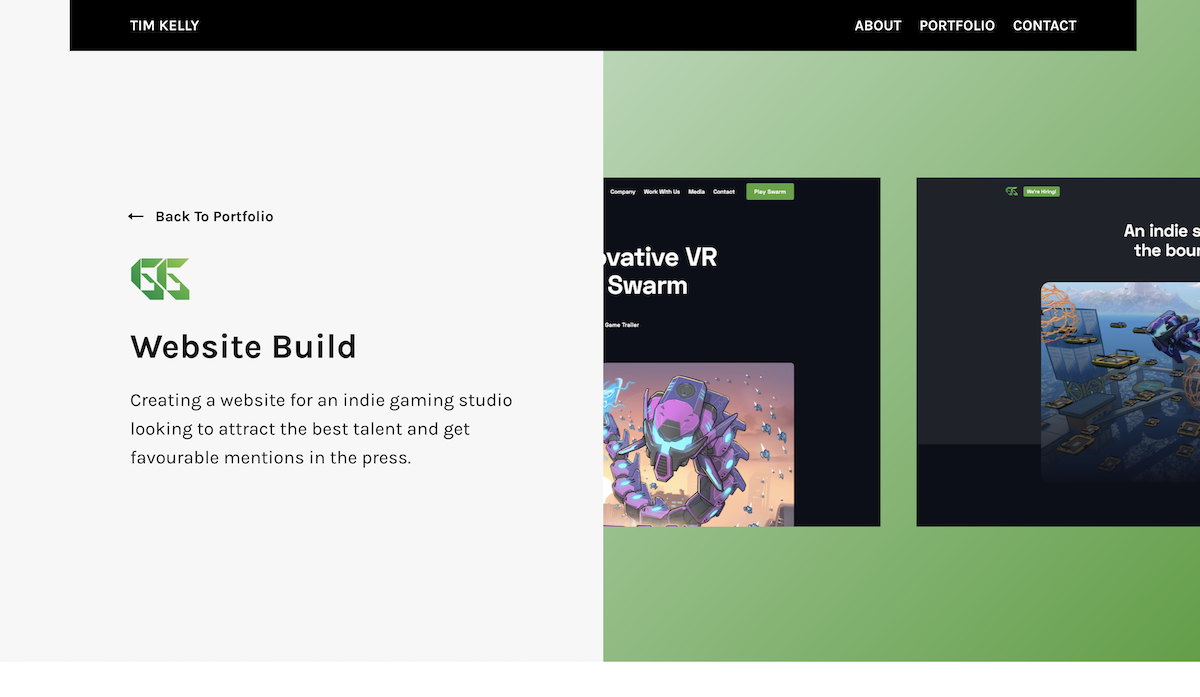 TIM KELLY
ABOUT PORTFOLIO CONTACT
Back To Portfolio
Website Build
Creating a website for an indie gaming studio
looking to attract the best talent and get
favourable mentions in the press.
Company Work With Us Media Contact Play Swarm
ovative VR
Swarm
Game Trailer
We're Hiring!
An indie s
the bour